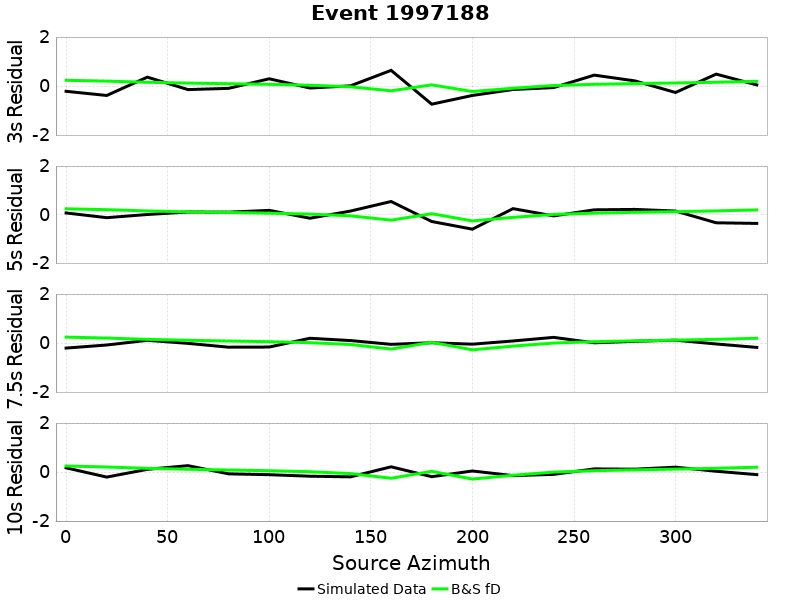 Event 1997188
3s Residual
2
0
-2
5s Residual
2
0
-2
7.5s Residual
2
0
-2
10s Residual
2
0
-2
0 50 100 150 200 250 300
Source Azimuth
Simulated Data B&S fD